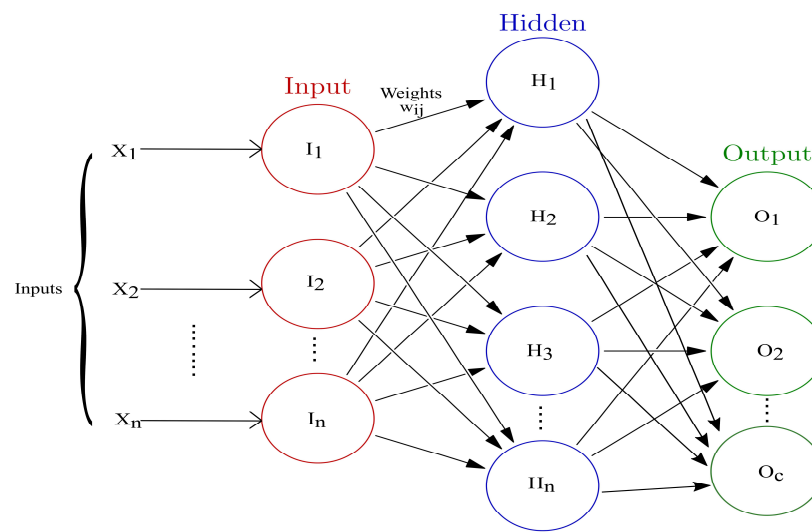 Hidden
Input
Weights
wij
H1
X1
I1
Output
H2
O1
Inputs
X2
I2
H3
O2
Xn
In
Hn
Oc